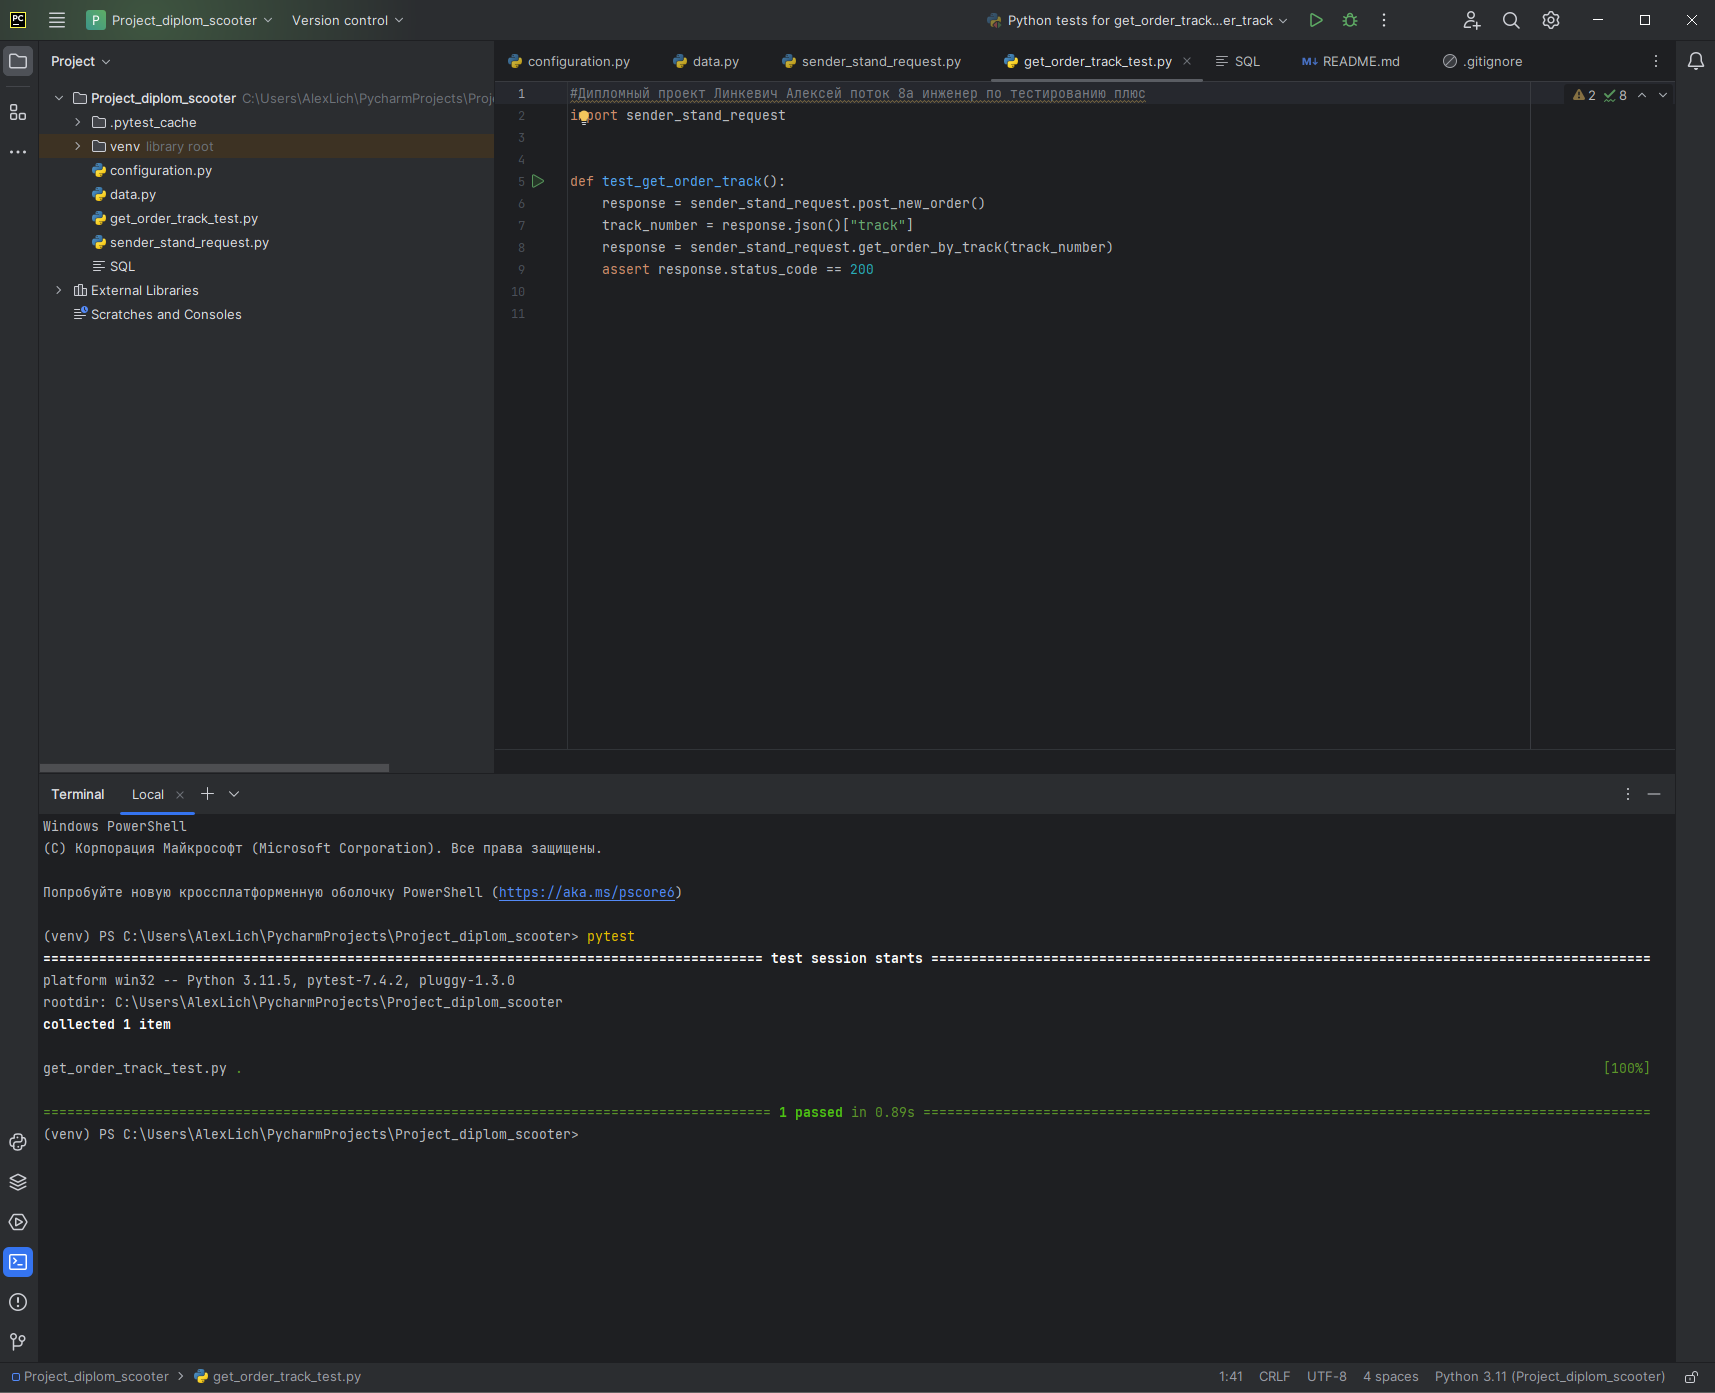 PC P Project_diplom_scooter Version control Python tests for get_order_track...er_track
Project
configuration.py data.py sender_stand_request.py get_order_track_test.py SQL M↓ README.md .gitignore
Project_diplom_scooter C:\Users\AlexLich\PycharmProjects\Proj
.pytest_cache
venv library root
configuration.py
data.py
get_order_track_test.py
sender_stand_request.py
SQL
External Libraries
Scratches and Consoles
2 8
1 #Дипломный проект Линкевич Алексей поток 8а инженер по тестированию плюс
2 import sender_stand_request
3
4
5 def test_get_order_track():
6 response = sender_stand_request.post_new_order()
7 track_number = response.json()["track"]
8 response = sender_stand_request.get_order_by_track(track_number)
9 assert response.status_code == 200
10
11
Terminal Local
Windows PowerShell
(C) Корпорация Майкрософт (Microsoft Corporation). Все права защищены.
Попробуйте новую кроссплатформенную оболочку PowerShell (https://aka.ms/pscore6)
(venv) PS C:\Users\AlexLich\PycharmProjects\Project_diplom_scooter> pytest
========================================================================================== test session starts ==========================================================================================
platform win32 -- Python 3.11.5, pytest-7.4.2, pluggy-1.3.0
rootdir: C:\Users\AlexLich\PycharmProjects\Project_diplom_scooter
collected 1 item
get_order_track_test.py . [100%]
=========================================================================================== 1 passed in 0.89s ===========================================================================================
(venv) PS C:\Users\AlexLich\PycharmProjects\Project_diplom_scooter>
Project_diplom_scooter > get_order_track_test.py 1:41 CRLF UTF-8 4 spaces Python 3.11 (Project_diplom_scooter)